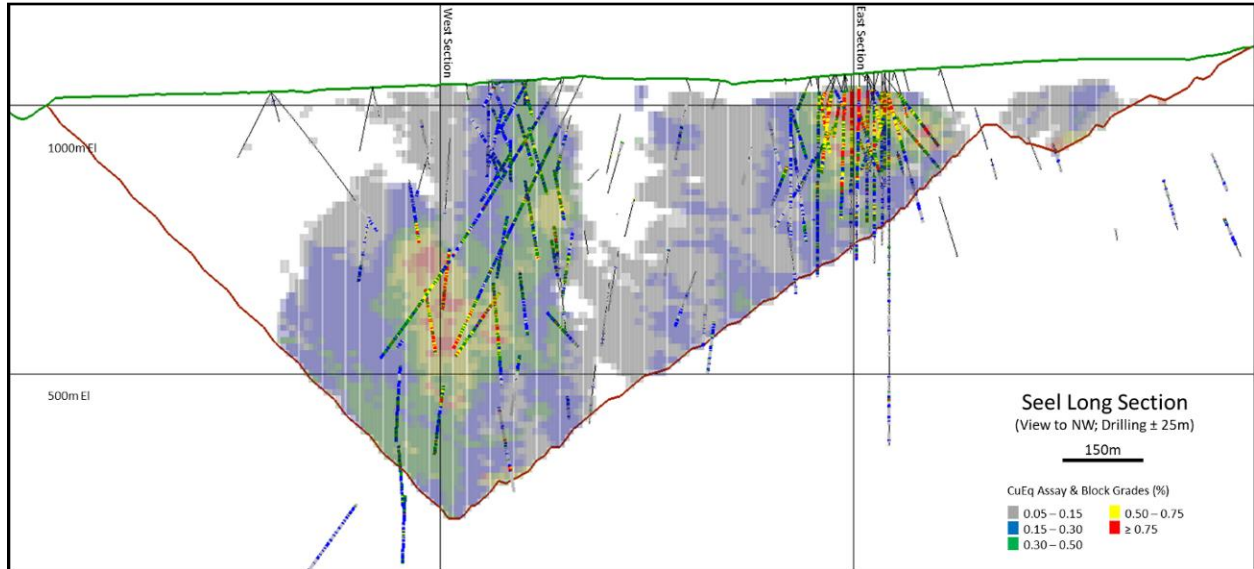 West Section
East Section
1000m El
500m El
Seel Long Section
(View to NW; Drilling ± 25m)
150m
CuEq Assay & Block Grades (%)
0.05 – 0.15
0.50 – 0.75
0.15 – 0.30
≥ 0.75
0.30 – 0.50